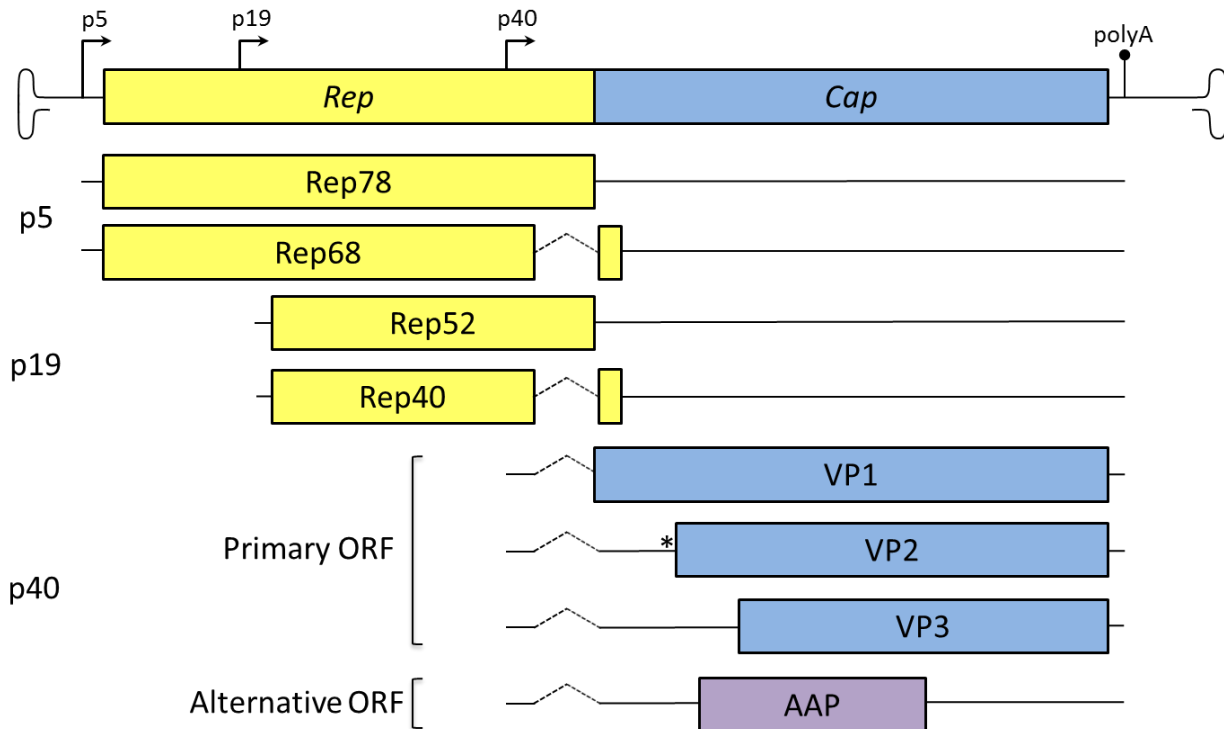 p5
p19
p40
polyA
Rep
Cap
Rep78
p5
Rep68
Rep52
p19
Rep40
VP1
Primary ORF
* VP2
p40
VP3
Alternative ORF
AAP